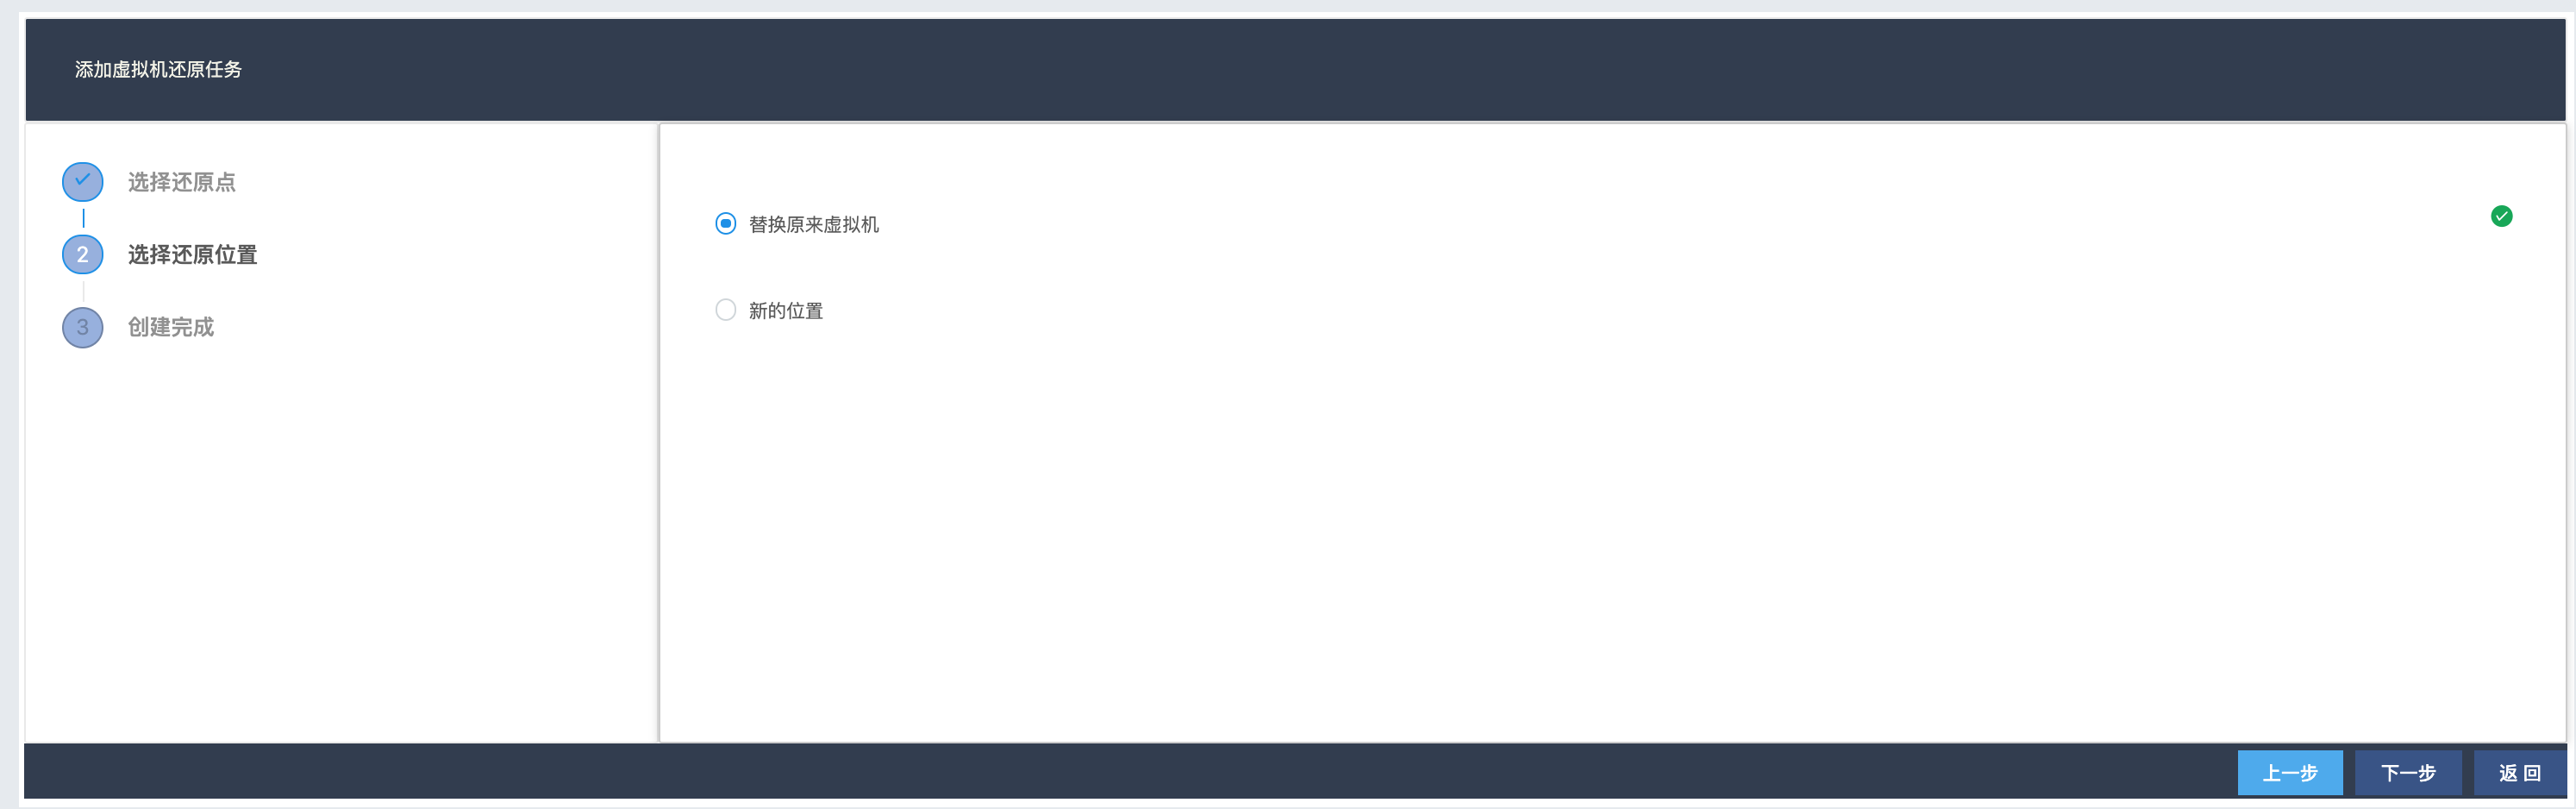 添加虚拟机还原任务
选择还原点
2 选择还原位置
3 创建完成
替换原来虚拟机
新的位置
上一步 下一步 返 回